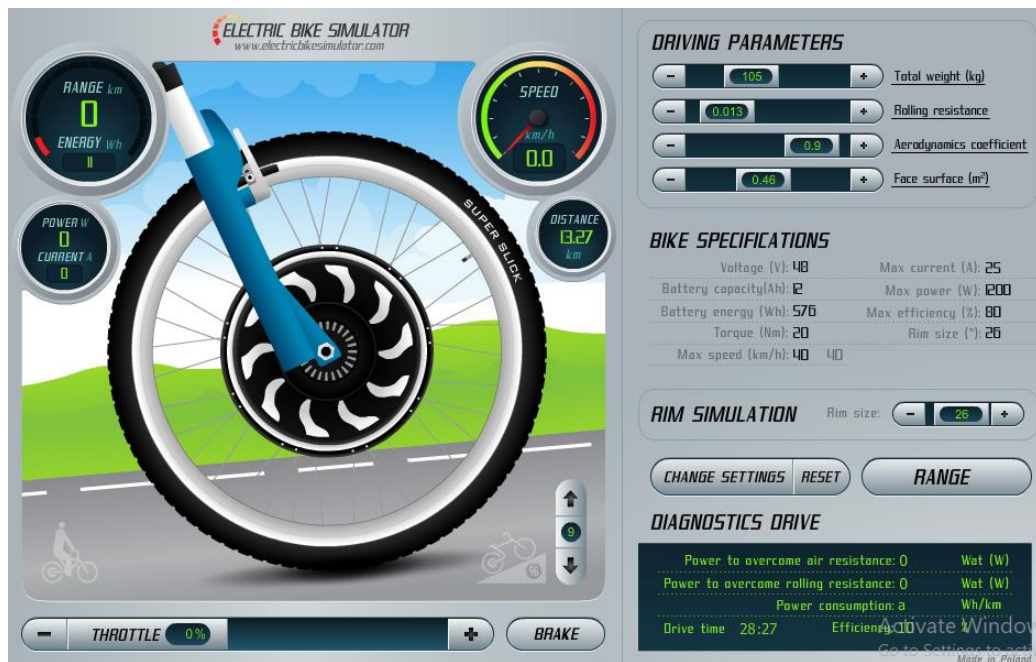 ELECTRIC BIKE SIMULATOR
www.electricbikesimulator.com
RANGE km
0
ENERGY Wh
11
SPEED
km/h
0.0
POWER W
0
CURRENT A
0
DISTANCE
13.27
km
SUPER SLICK
9
%
- THROTTLE 0% +
BRAKE
DRIVING PARAMETERS
- 105 + Total weight (kg)
- 0.013 + Rolling resistance
- 0.9 + Aerodynamics coefficient
- 0.46 + Face surface (m²)
BIKE SPECIFICATIONS
Voltage (V): 48 Max current (A): 25
Battery capacity(Ah): 12 Max power (W): 1200
Battery energy (Wh): 576 Max efficiency (%): 80
Torque (Nm): 20 Rim size ("): 26
Max speed (km/h): 40 40
RIM SIMULATION Rim size: - 26 +
CHANGE SETTINGS RESET RANGE
DIAGNOSTICS DRIVE
Power to overcome air resistance: 0 Wat (W)
Power to overcome rolling resistance: 0 Wat (W)
Power consumption: a Wh/km
Drive time 28:27 Efficiency: %
Activate Window
Go to Settings to acti
Made in Poland